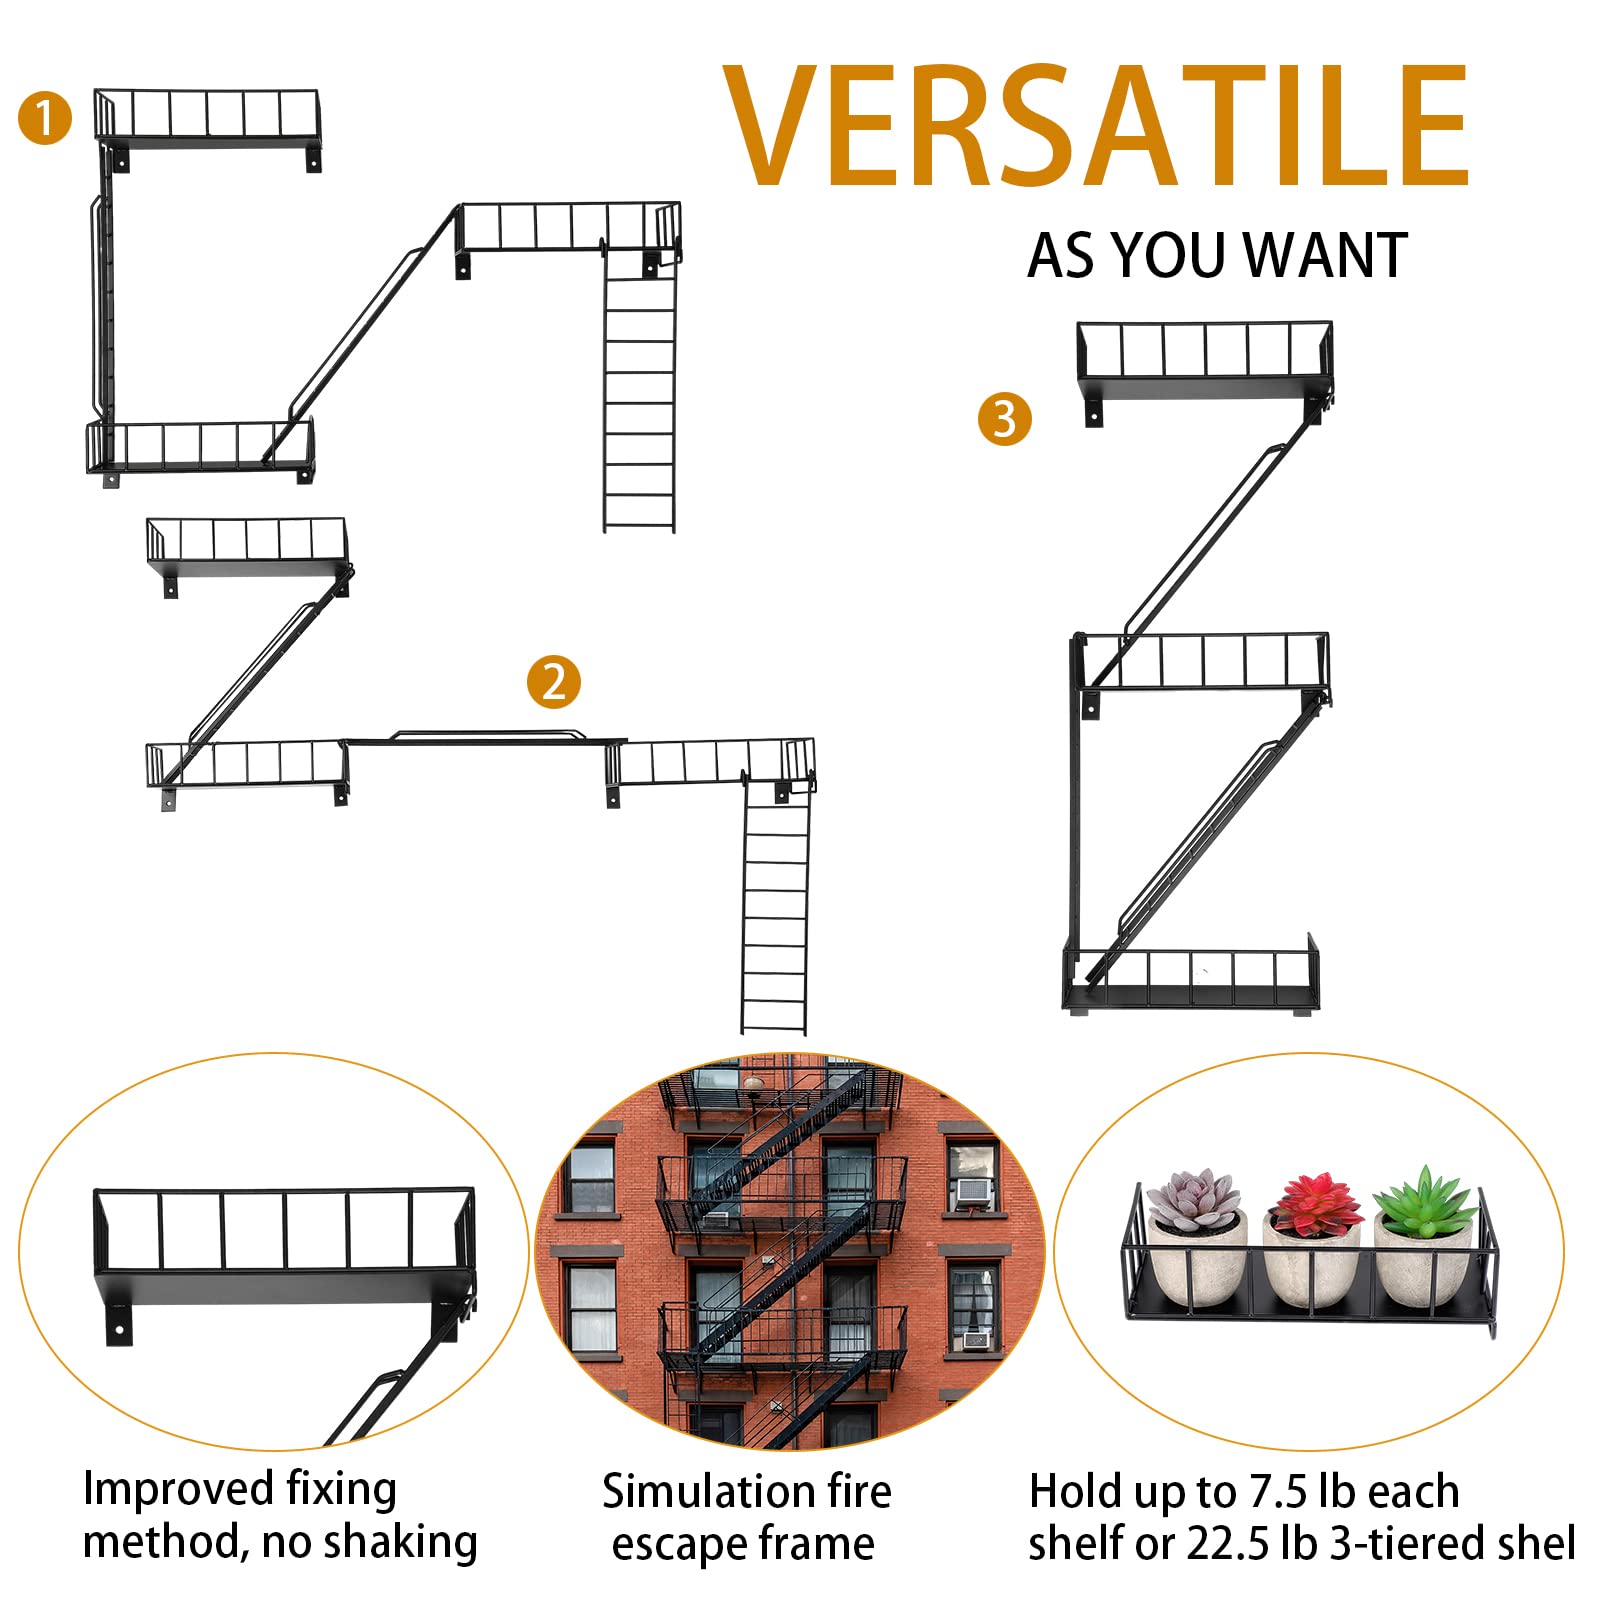 VERSATILE
AS YOU WANT
1
2
3
Improved fixing
method, no shaking
Simulation fire
escape frame
Hold up to 7.5 lb each
shelf or 22.5 lb 3-tiered shel